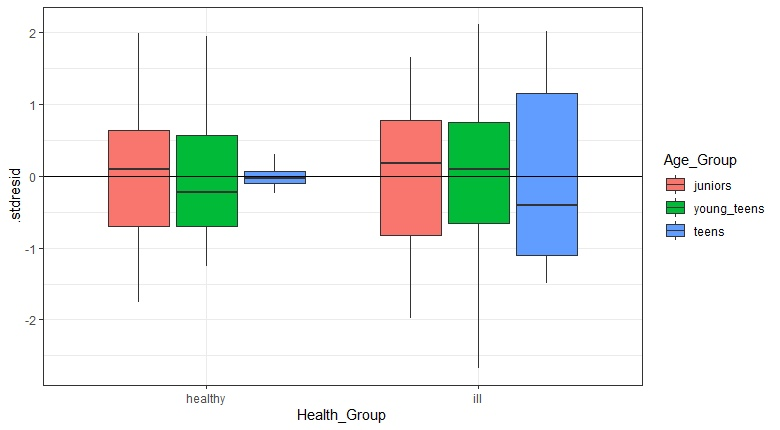 .stdresid
2
1
0
-1
-2
healthy
ill
Health_Group
Age_Group
juniors
young_teens
teens